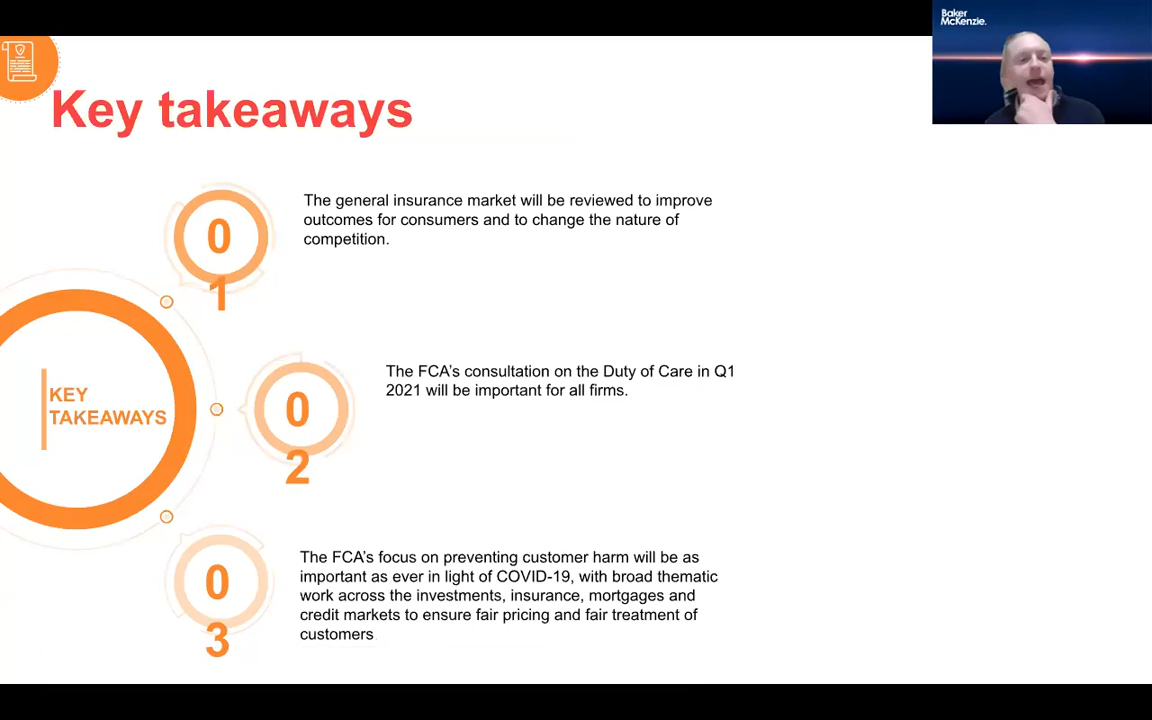 Baker
McKenzie.
Key takeaways
0
1
The general insurance market will be reviewed to improve
outcomes for consumers and to change the nature of
competition.
KEY
TAKEAWAYS
0
2
The FCA's consultation on the Duty of Care in Q1
2021 will be important for all firms.
0
3
The FCA's focus on preventing customer harm will be as
important as ever in light of COVID-19, with broad thematic
work across the investments, insurance, mortgages and
credit markets to ensure fair pricing and fair treatment of
customers